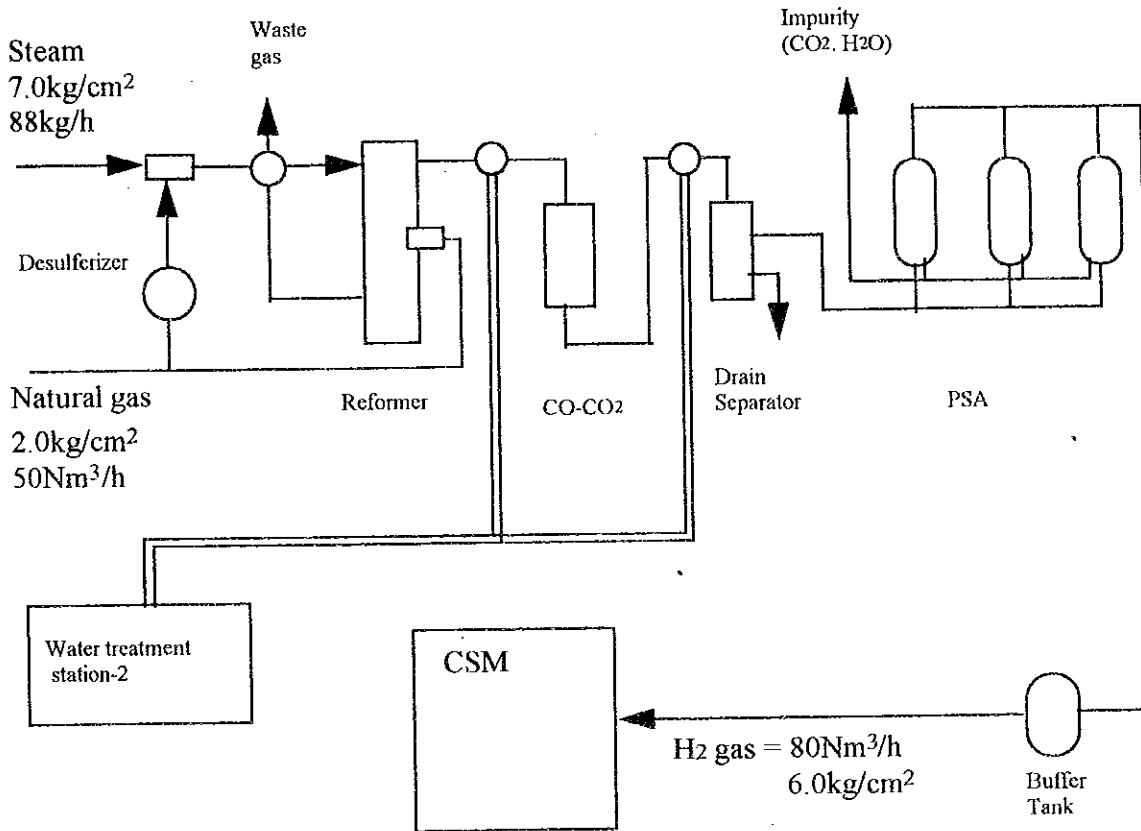 Steam
7.0kg/cm²
88kg/h
Waste
gas
Impurity
(CO2. H2O)
Desulferizer
Natural gas
2.0kg/cm²
50Nm³/h
Reformer
CO-CO2
Drain
Separator
PSA
Water treatment
station-2
CSM
H2 gas = 80Nm³/h
6.0kg/cm²
Buffer
Tank